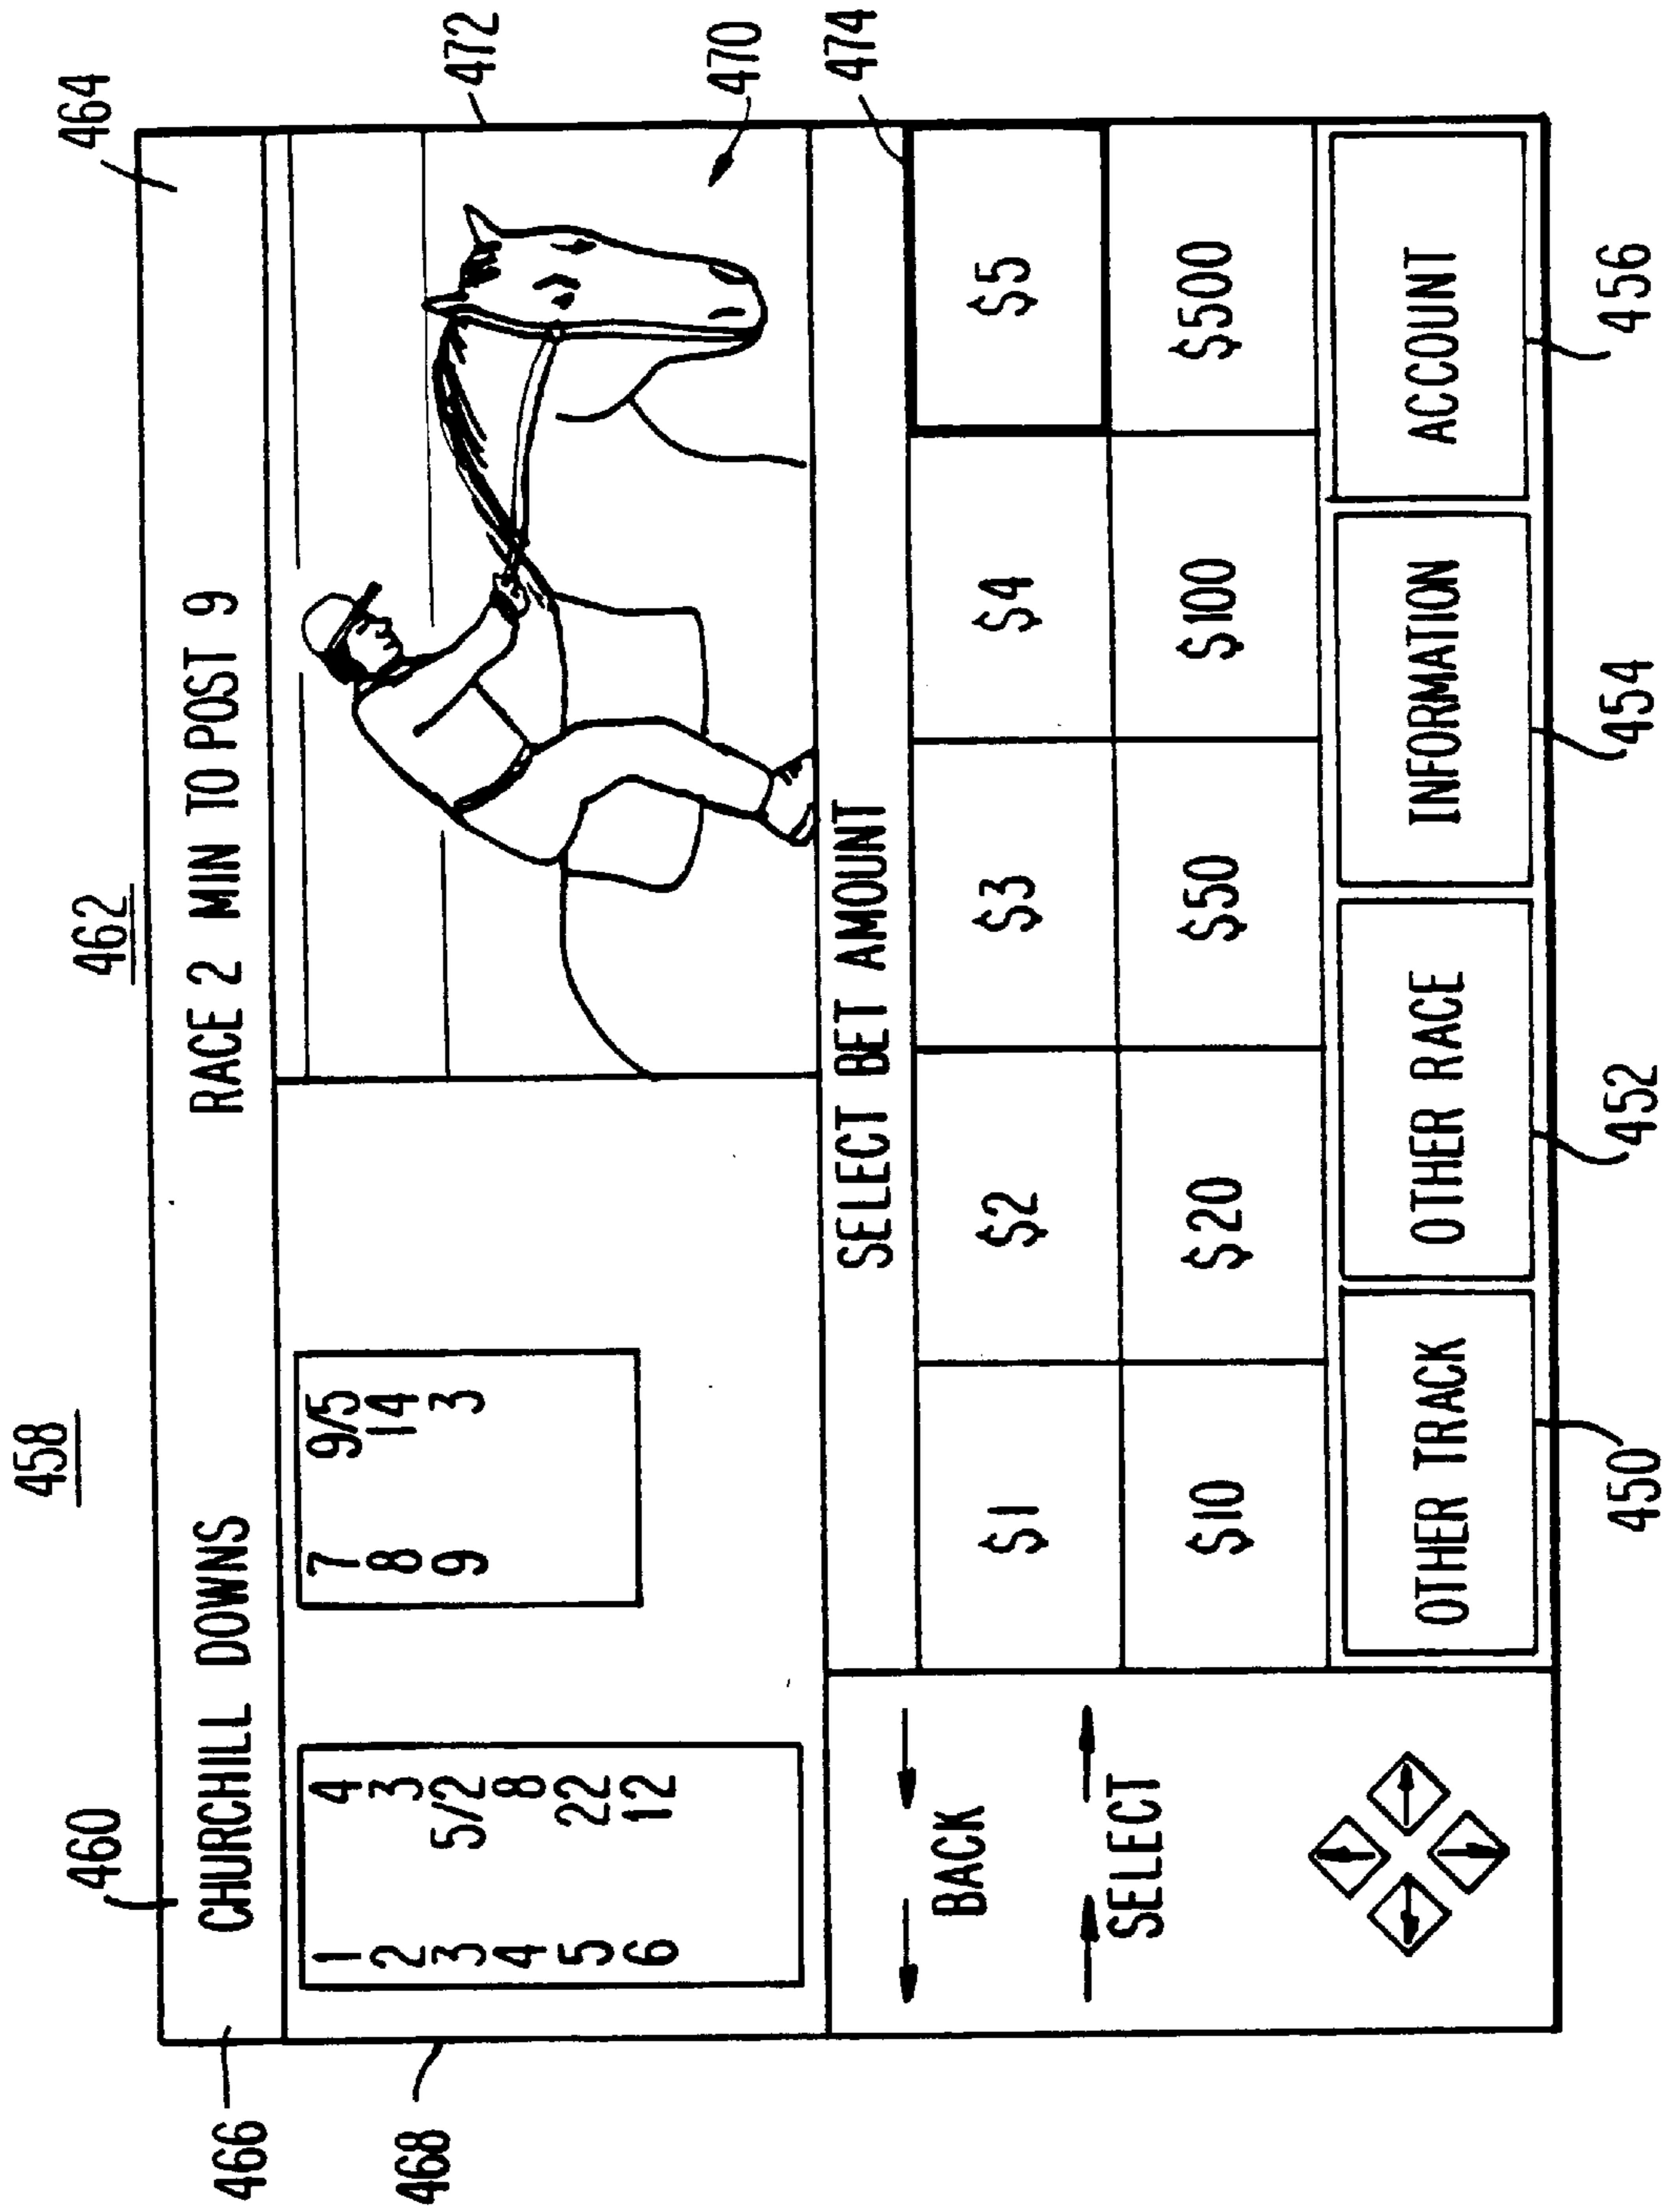 458
460
462
464
466
CHURCHILL DOWNS RACE 2 MIN TO POST 9
468
1 4
2 3
3 5/2
4 8
5 22
6 12
7 9/5
8 14
9 3
472
470
SELECT BET AMOUNT
474
BACK
SELECT
$1 $2 $3 $4 $5
$10 $20 $50 $100 $500
OTHER TRACK OTHER RACE INFORMATION ACCOUNT
450 452 454 456